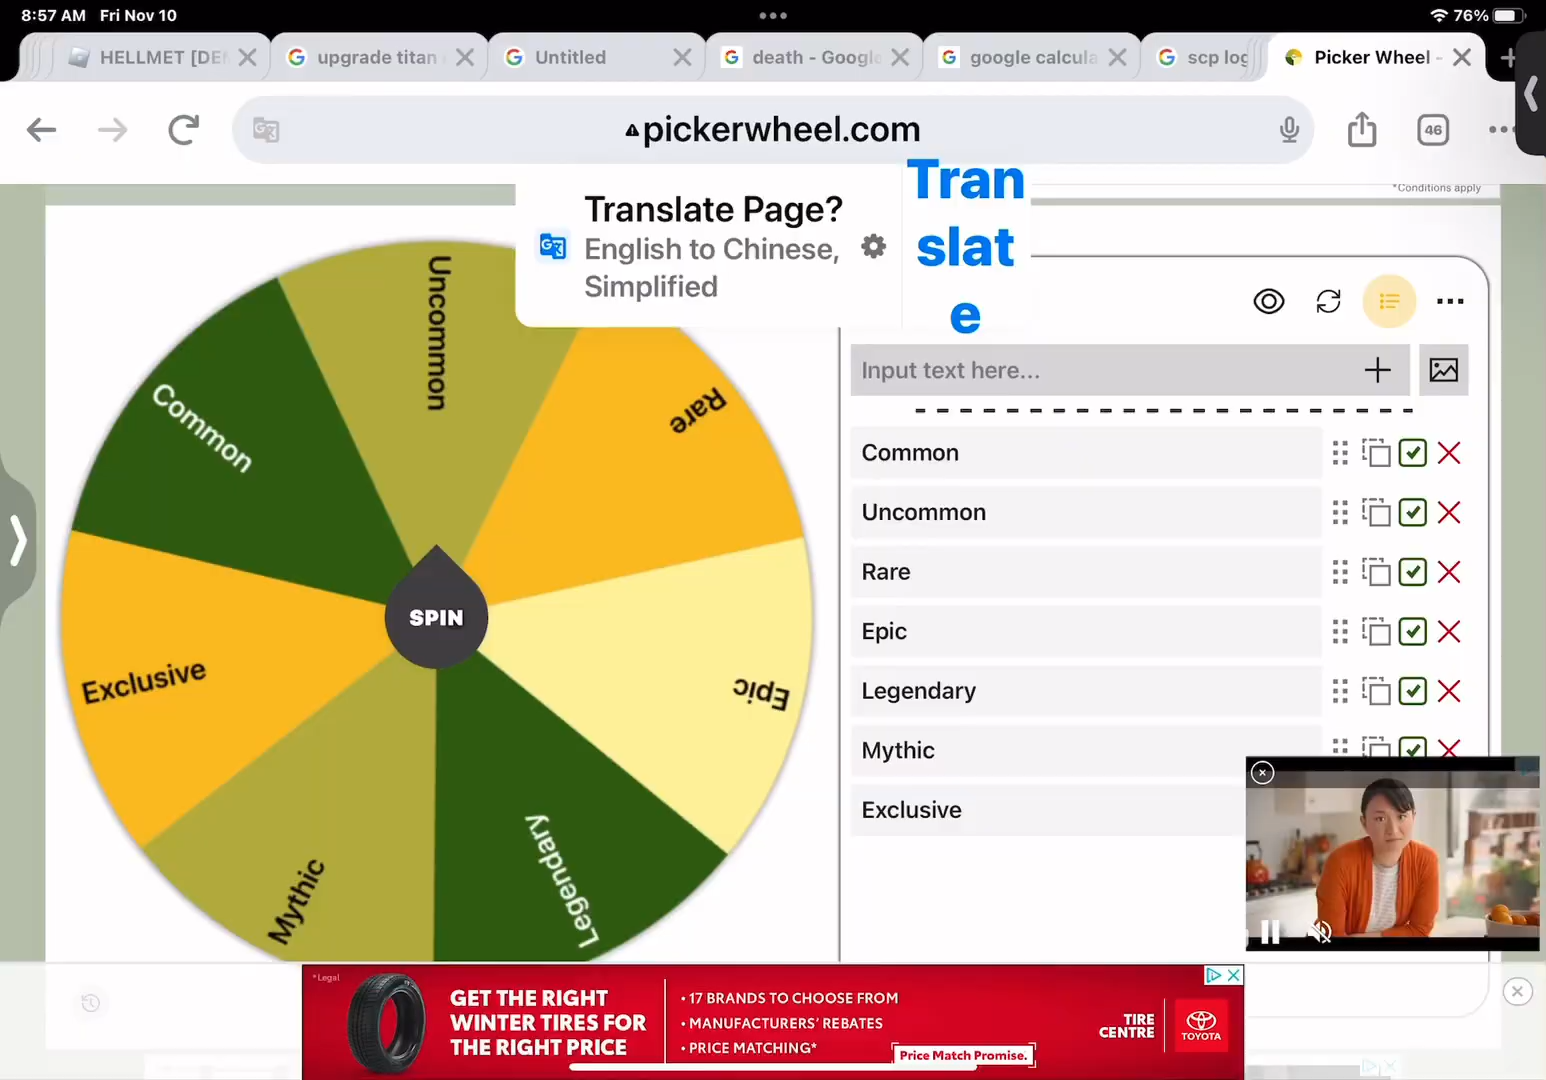 8:57 AM Fri Nov 10
76%
HELLMET [DE
upgrade titan
Untitled
death - Googl
google calcula
scp log
Picker Wheel -
pickerwheel.com
46
*Conditions apply
Translate Page?
English to Chinese,
Simplified
Tran
slat
e
Input text here...
Common
Uncommon
Rare
Epic
Legendary
Mythic
Exclusive
Uncommon
Rare
Epic
Legendary
Mythic
Exclusive
Common
SPIN
*Legal
GET THE RIGHT
WINTER TIRES FOR
THE RIGHT PRICE
• 17 BRANDS TO CHOOSE FROM
• MANUFACTURERS' REBATES
• PRICE MATCHING*
Price Match Promise.
TIRE
CENTRE
TOYOTA